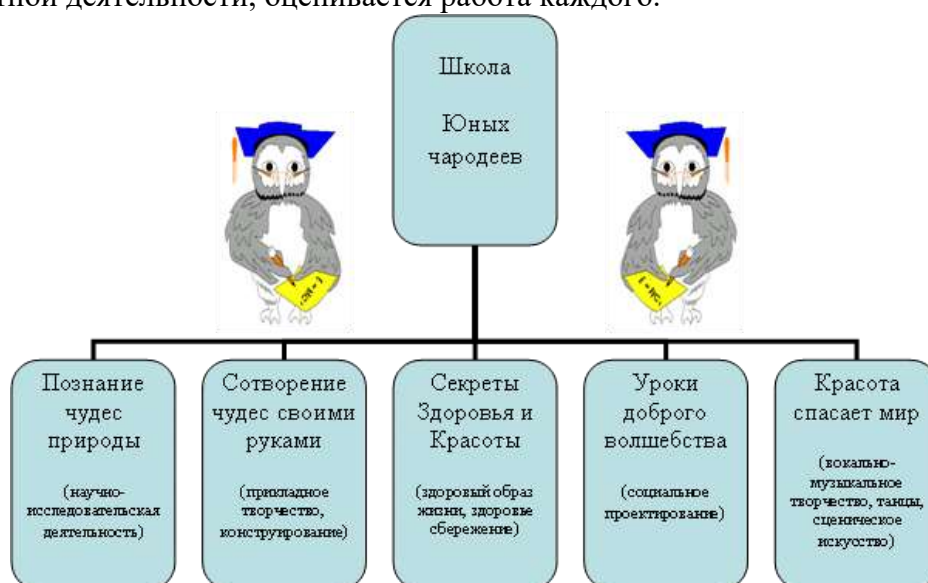 тной деятельности, оценивается работа каждого.
Школа
Юных
чародеев
Познание
чудес
природы
(научно-
исследовательская
деятельность)
Сотворение
чудес своими
руками
(прикладное
творчество,
конструирование)
Секреты
Здоровья и
Красоты
(здоровый образ
жизни, здоровье
сбережение)
Уроки
доброго
волшебства
(социальное
проектирование)
Красота
спасает мир
(вокально-
музыкальное
творчество, танцы,
сценическое
искусство)